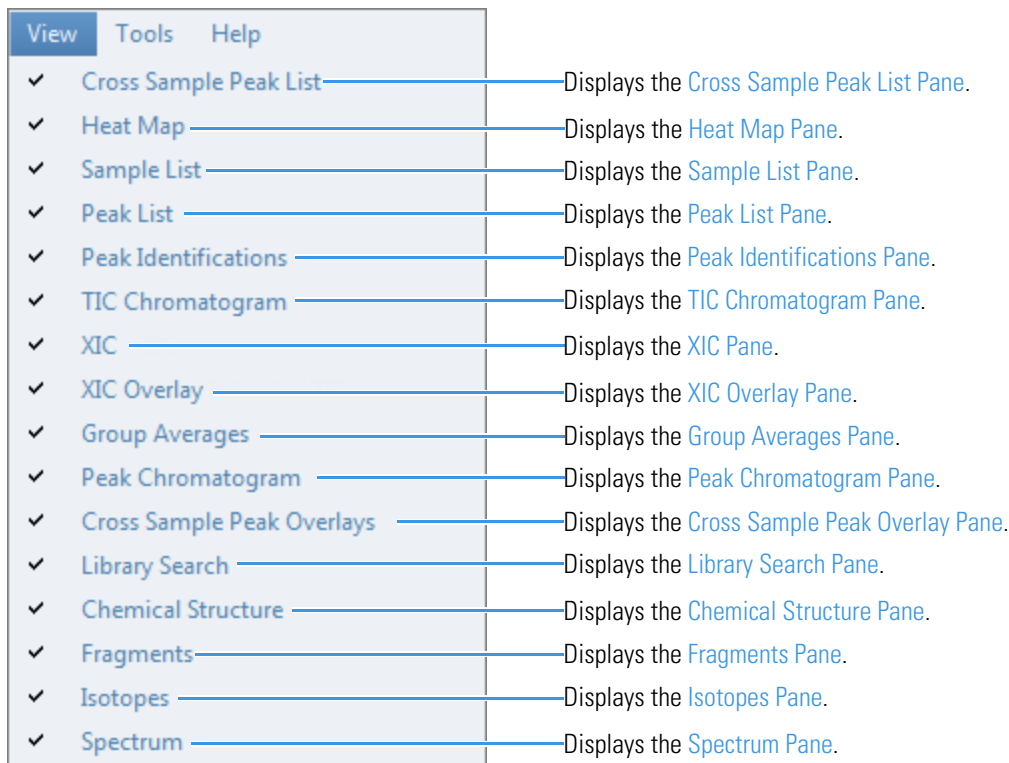 View Tools Help
Cross Sample Peak List Displays the Cross Sample Peak List Pane.
Heat Map Displays the Heat Map Pane.
Sample List Displays the Sample List Pane.
Peak List Displays the Peak List Pane.
Peak Identifications Displays the Peak Identifications Pane.
TIC Chromatogram Displays the TIC Chromatogram Pane.
XIC Displays the XIC Pane.
XIC Overlay Displays the XIC Overlay Pane.
Group Averages Displays the Group Averages Pane.
Peak Chromatogram Displays the Peak Chromatogram Pane.
Cross Sample Peak Overlays Displays the Cross Sample Peak Overlay Pane.
Library Search Displays the Library Search Pane.
Chemical Structure Displays the Chemical Structure Pane.
Fragments Displays the Fragments Pane.
Isotopes Displays the Isotopes Pane.
Spectrum Displays the Spectrum Pane.